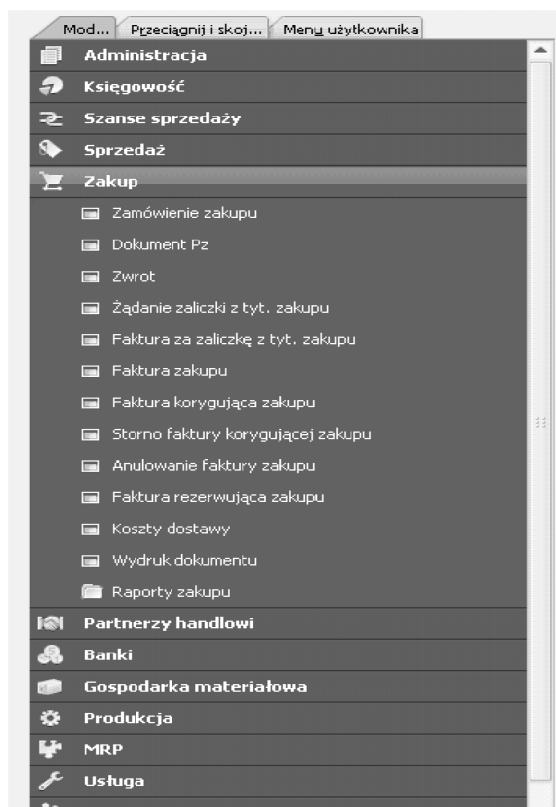 Mod... Przeciągnij i skoj... Menu użytkownika
Administracja
Księgowość
Szanse sprzedaży
Sprzedaż
Zakup
Zamówienie zakupu
Dokument Pz
Zwrot
Żądanie zaliczki z tyt. zakupu
Faktura za zaliczkę z tyt. zakupu
Faktura zakupu
Faktura korygująca zakupu
Storno faktury korygującej zakupu
Anulowanie faktury zakupu
Faktura rezerwująca zakupu
Koszty dostawy
Wydruk dokumentu
Raporty zakupu
Partnerzy handlowi
Banki
Gospodarka materiałowa
Produkcja
MRP
Usługa